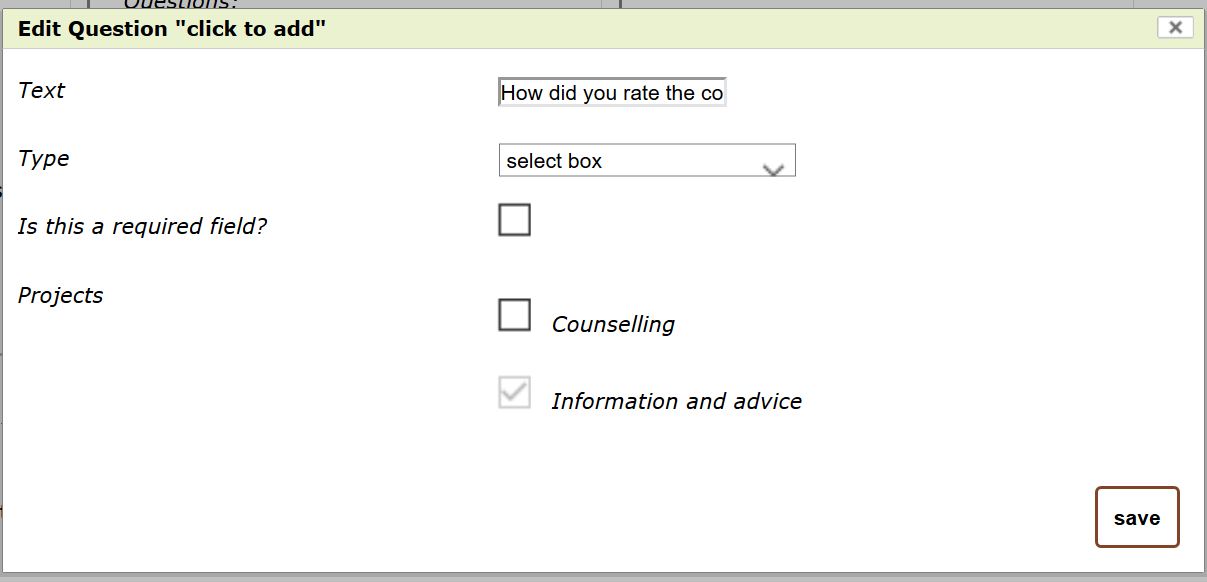 Questions:
Edit Question "click to add"
Text
How did you rate the co
Type
select box
Is this a required field?
Projects
Counselling
Information and advice
save